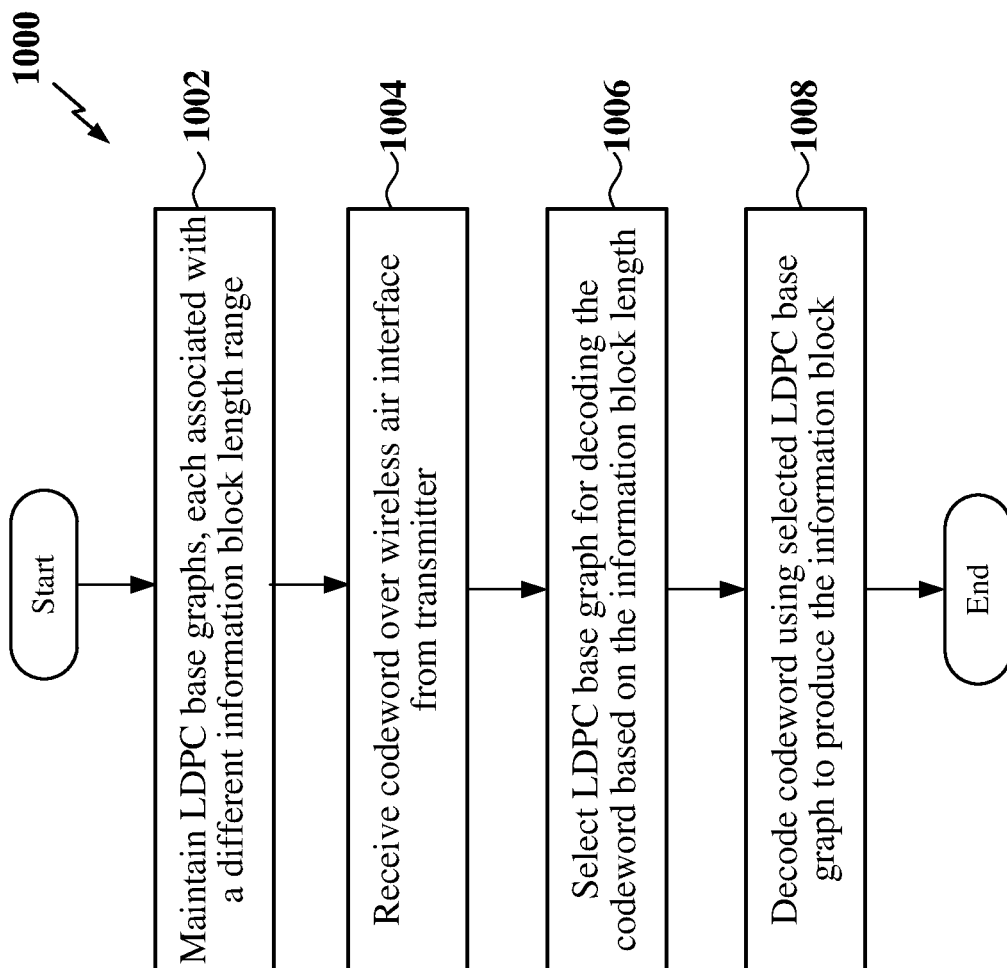 1000
Start
Maintain LDPC base graphs, each associated with
a different information block length range
1002
Receive codeword over wireless air interface
from transmitter
1004
Select LDPC base graph for decoding the
codeword based on the information block length
1006
Decode codeword using selected LDPC base
graph to produce the information block
1008
End